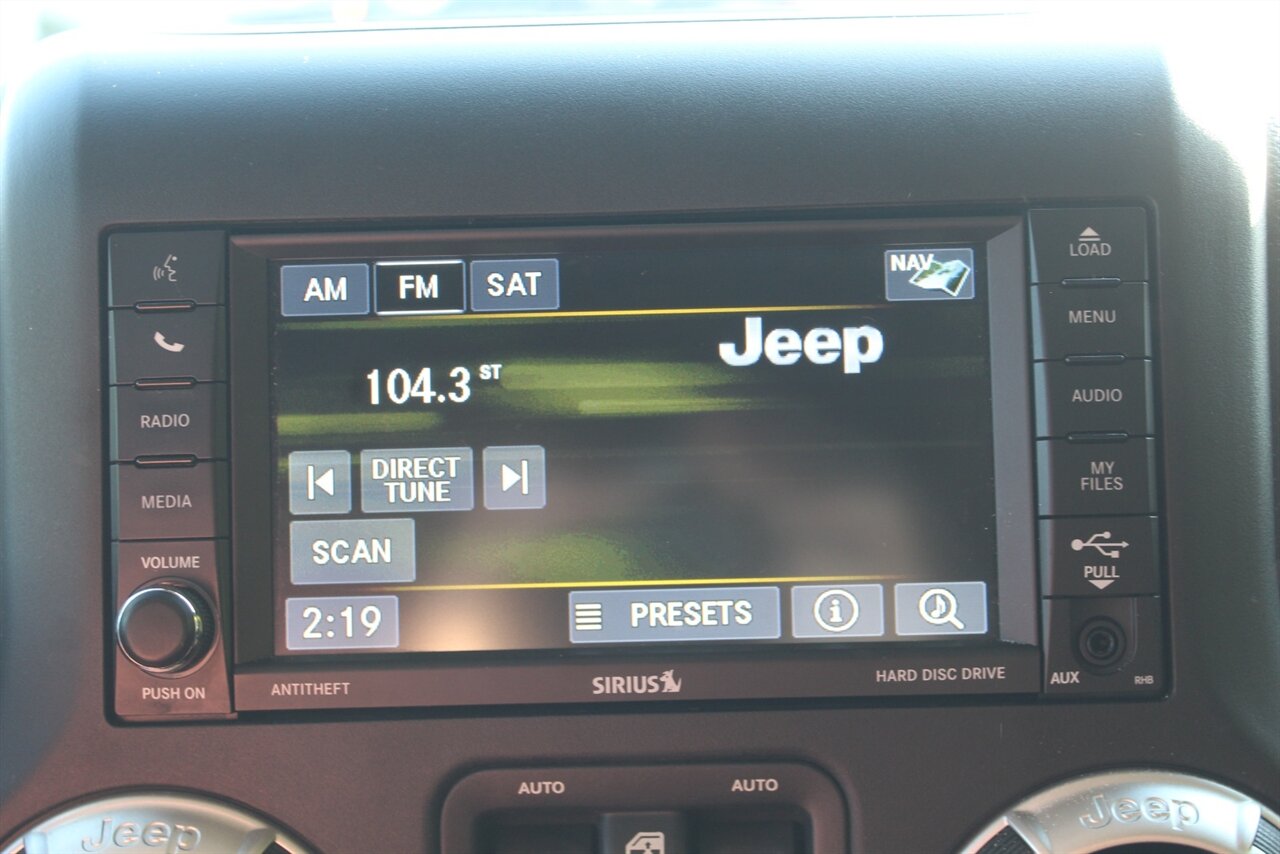 AM FM SAT NAV
Jeep
104.3 ST
DIRECT
TUNE
SCAN
2:19 PRESETS i
RADIO
MEDIA
VOLUME
PUSH ON
LOAD
MENU
AUDIO
MY
FILES
PULL
AUX RHB
ANTITHEFT SIRIUS HARD DISC DRIVE
AUTO AUTO
Jeep Jeep